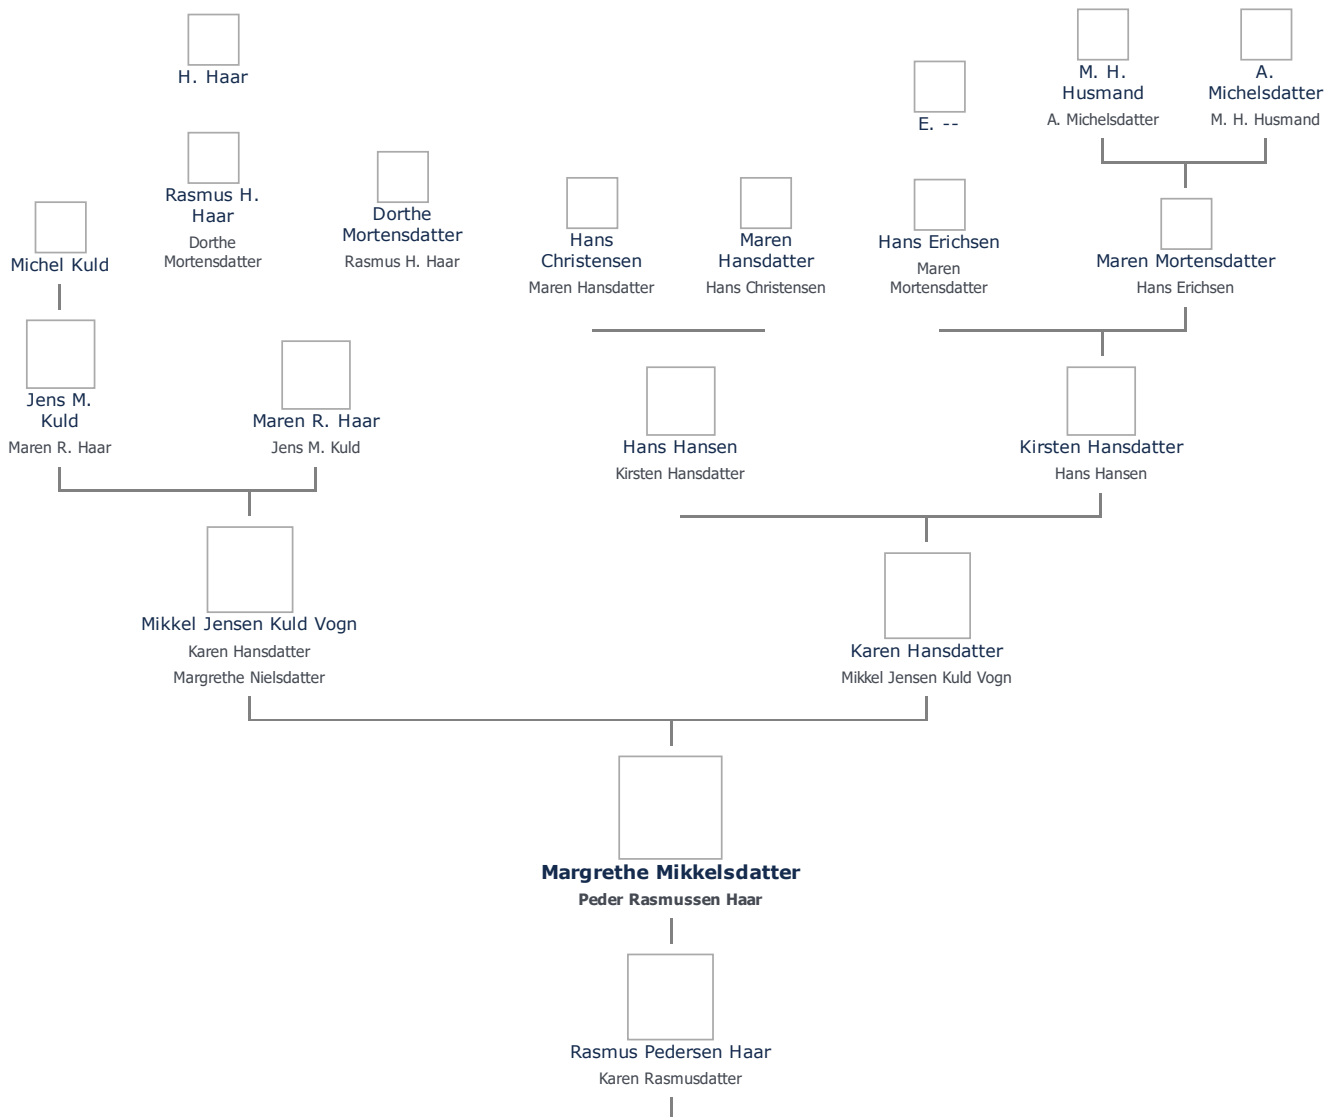 H. Haar
M. H.
Husmand
A. Michelsdatter
A.
Michelsdatter
M. H. Husmand
E. --
Rasmus H.
Haar
Dorthe
Mortensdatter
Dorthe
Mortensdatter
Rasmus H. Haar
Michel Kuld
Hans
Christensen
Maren Hansdatter
Maren
Hansdatter
Hans Christensen
Hans Erichsen
Maren
Mortensdatter
Maren Mortensdatter
Hans Erichsen
Jens M.
Kuld
Maren R. Haar
Maren R. Haar
Jens M. Kuld
Hans Hansen
Kirsten Hansdatter
Kirsten Hansdatter
Hans Hansen
Mikkel Jensen Kuld Vogn
Karen Hansdatter
Margrethe Nielsdatter
Karen Hansdatter
Mikkel Jensen Kuld Vogn
Margrethe Mikkelsdatter
Peder Rasmussen Haar
Rasmus Pedersen Haar
Karen Rasmusdatter